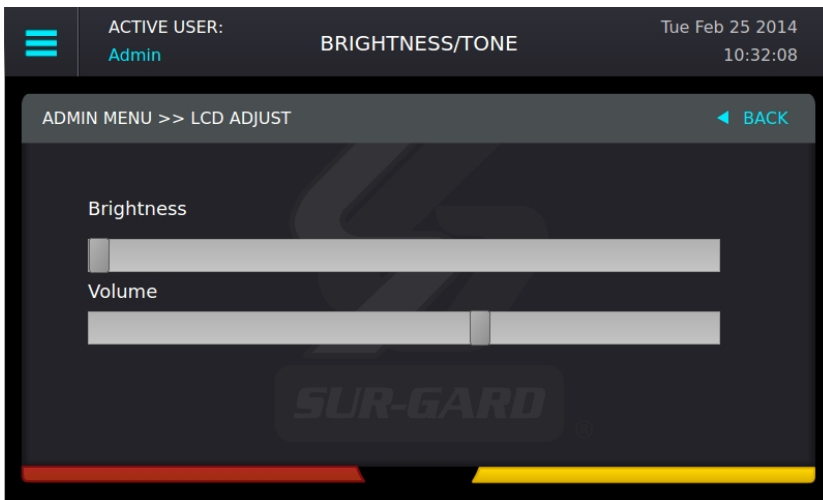 ACTIVE USER:
Admin
BRIGHTNESS/TONE
Tue Feb 25 2014
10:32:08
ADMIN MENU >> LCD ADJUST
◄ BACK
Brightness
Volume
SUR-GARD
®